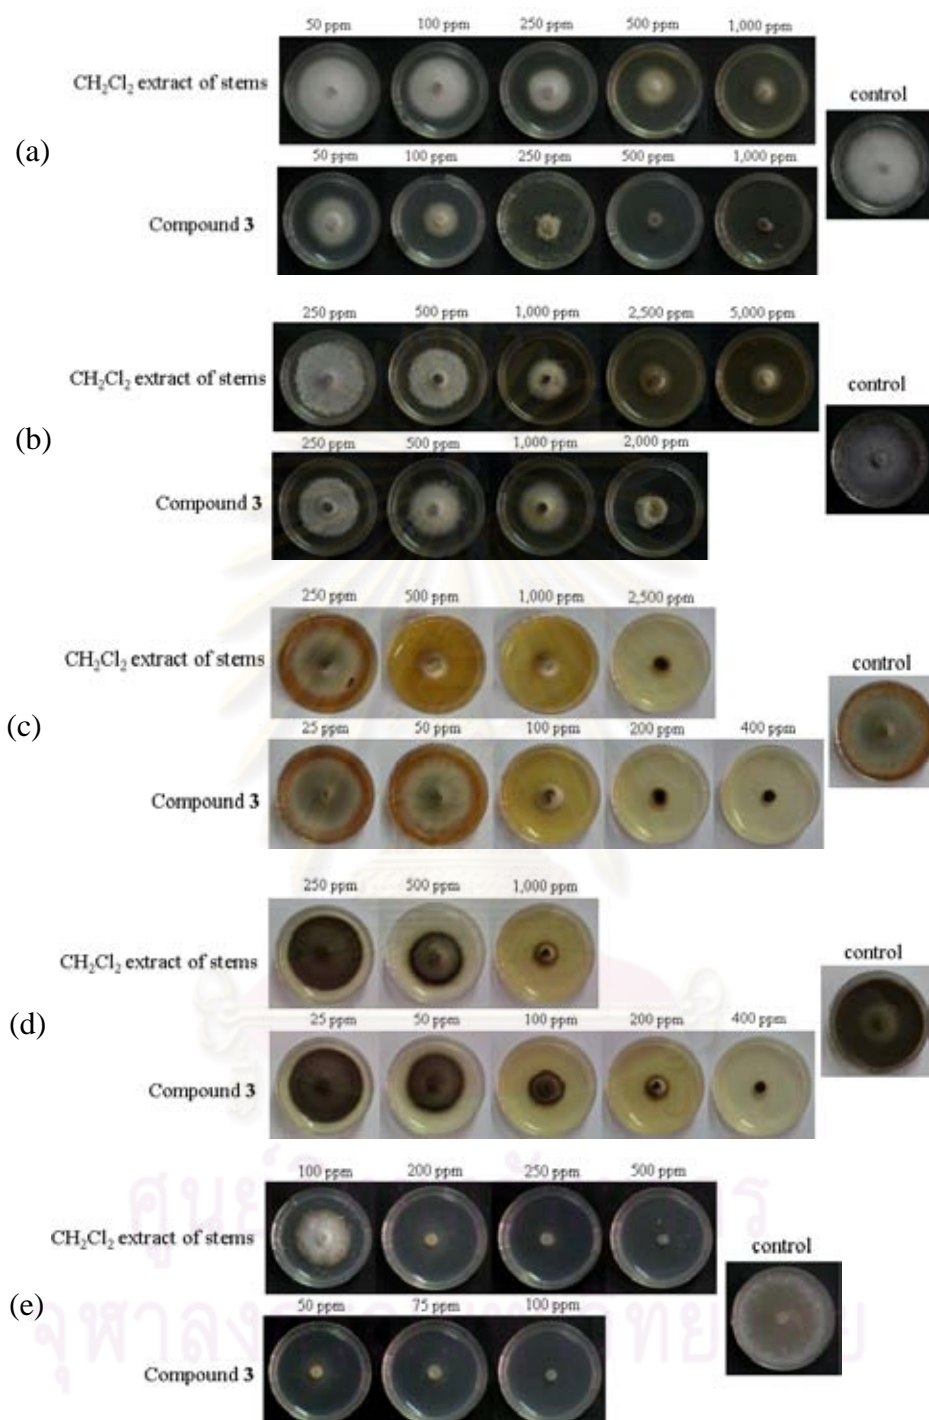 50 ppm 100 ppm 250 ppm 500 ppm 1,000 ppm
CH₂Cl₂ extract of stems
control
(a)
50 ppm 100 ppm 250 ppm 500 ppm 1,000 ppm
Compound 3
250 ppm 500 ppm 1,000 ppm 2,500 ppm 5,000 ppm
CH₂Cl₂ extract of stems
control
(b)
250 ppm 500 ppm 1,000 ppm 2,000 ppm
Compound 3
250 ppm 500 ppm 1,000 ppm 2,500 ppm
CH₂Cl₂ extract of stems
control
(c)
25 ppm 50 ppm 100 ppm 200 ppm 400 ppm
Compound 3
250 ppm 500 ppm 1,000 ppm
CH₂Cl₂ extract of stems
control
(d)
25 ppm 50 ppm 100 ppm 200 ppm 400 ppm
Compound 3
100 ppm 200 ppm 250 ppm 500 ppm
CH₂Cl₂ extract of stems
control
(e)
50 ppm 75 ppm 100 ppm
Compound 3